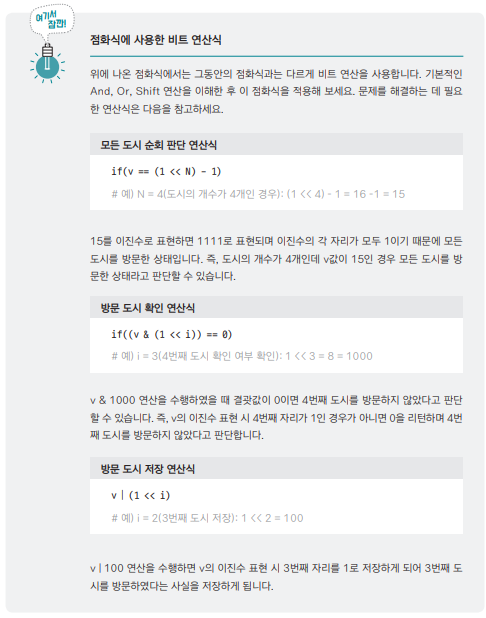 여기서
잠깐!
점화식에 사용한 비트 연산식
위에 나온 점화식에서는 그동안의 점화식과는 다르게 비트 연산을 사용합니다. 기본적인
And, Or, Shift 연산을 이해한 후 이 점화식을 적용해 보세요. 문제를 해결하는 데 필요
한 연산식은 다음을 참고하세요.
모든 도시 순회 판단 연산식
if(v == (1 << N) - 1)
# 예) N = 4(도시의 개수가 4개인 경우): (1 << 4) - 1 = 16 -1 = 15
15를 이진수로 표현하면 1111로 표현되며 이진수의 각 자리가 모두 1이기 때문에 모든
도시를 방문한 상태입니다. 즉, 도시의 개수가 4개인데 v값이 15인 경우 모든 도시를 방
문한 상태라고 판단할 수 있습니다.
방문 도시 확인 연산식
if((v & (1 << i)) == 0)
# 예) i = 3(4번째 도시 확인 여부 확인): 1 << 3 = 8 = 1000
v & 1000 연산을 수행하였을 때 결괏값이 0이면 4번째 도시를 방문하지 않았다고 판단
할 수 있습니다. 즉, v의 이진수 표현 시 4번째 자리가 1인 경우가 아니면 0을 리턴하며 4번
째 도시를 방문하지 않았다고 판단합니다.
방문 도시 저장 연산식
v | (1 << i)
# 예) i = 2(3번째 도시 저장): 1 << 2 = 100
v | 100 연산을 수행하면 v의 이진수 표현 시 3번째 자리를 1로 저장하게 되어 3번째 도
시를 방문하였다는 사실을 저장하게 됩니다.